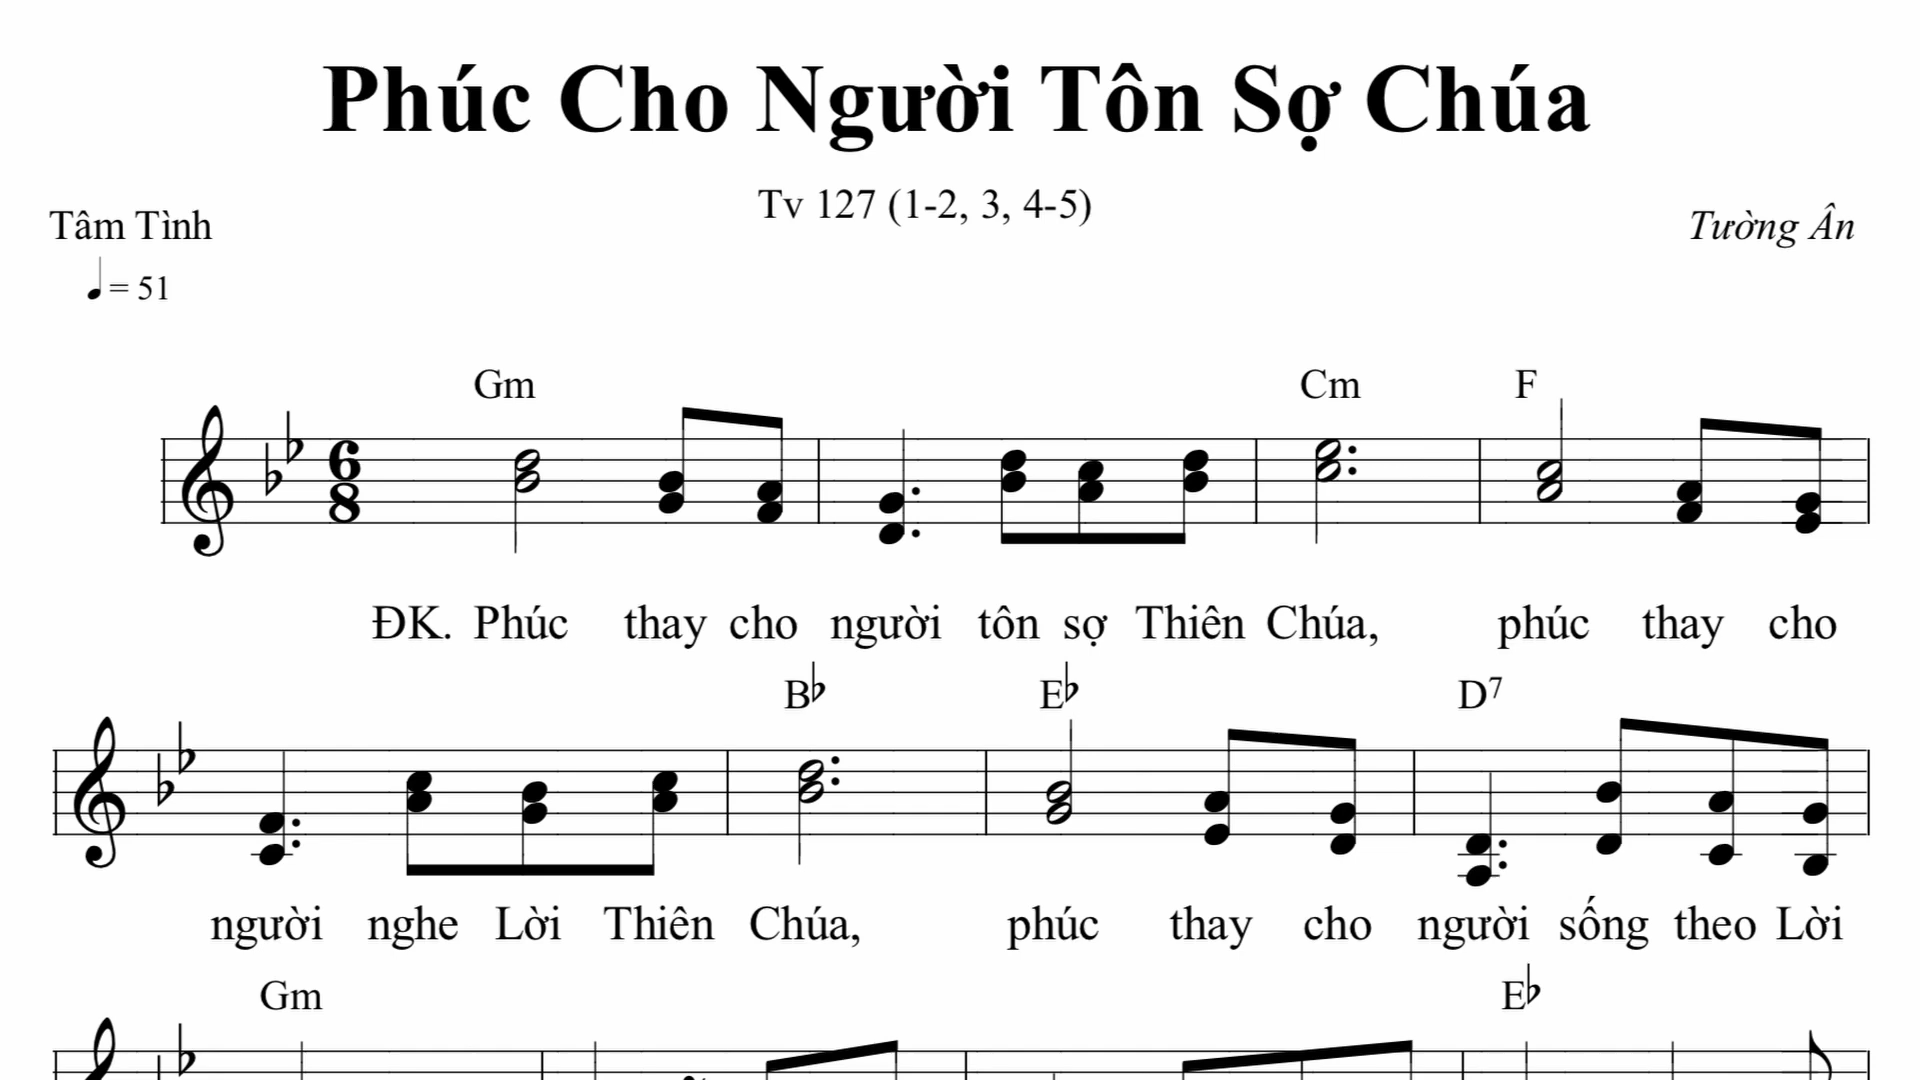 Phúc Cho Người Tôn Sợ Chúa
Tv 127 (1-2, 3, 4-5)
Tâm Tình
Tường Ân
= 51
Gm Cm F
6
8
ĐK. Phúc thay cho người tôn sợ Thiên Chúa, phúc thay cho
B♭ E♭ D7
người nghe Lời Thiên Chúa, phúc thay cho người sống theo Lời
Gm E♭